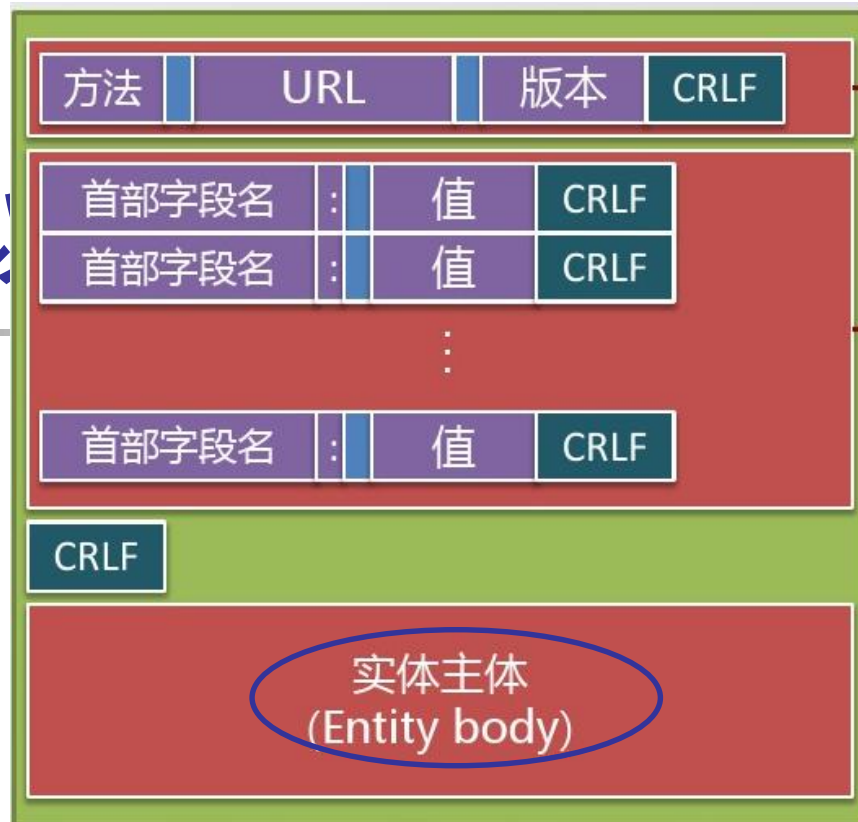 方法 URL 版本 CRLF
首部字段名 : 值 CRLF
首部字段名 : 值 CRLF
⋮
首部字段名 : 值 CRLF
CRLF
实体主体
(Entity body)